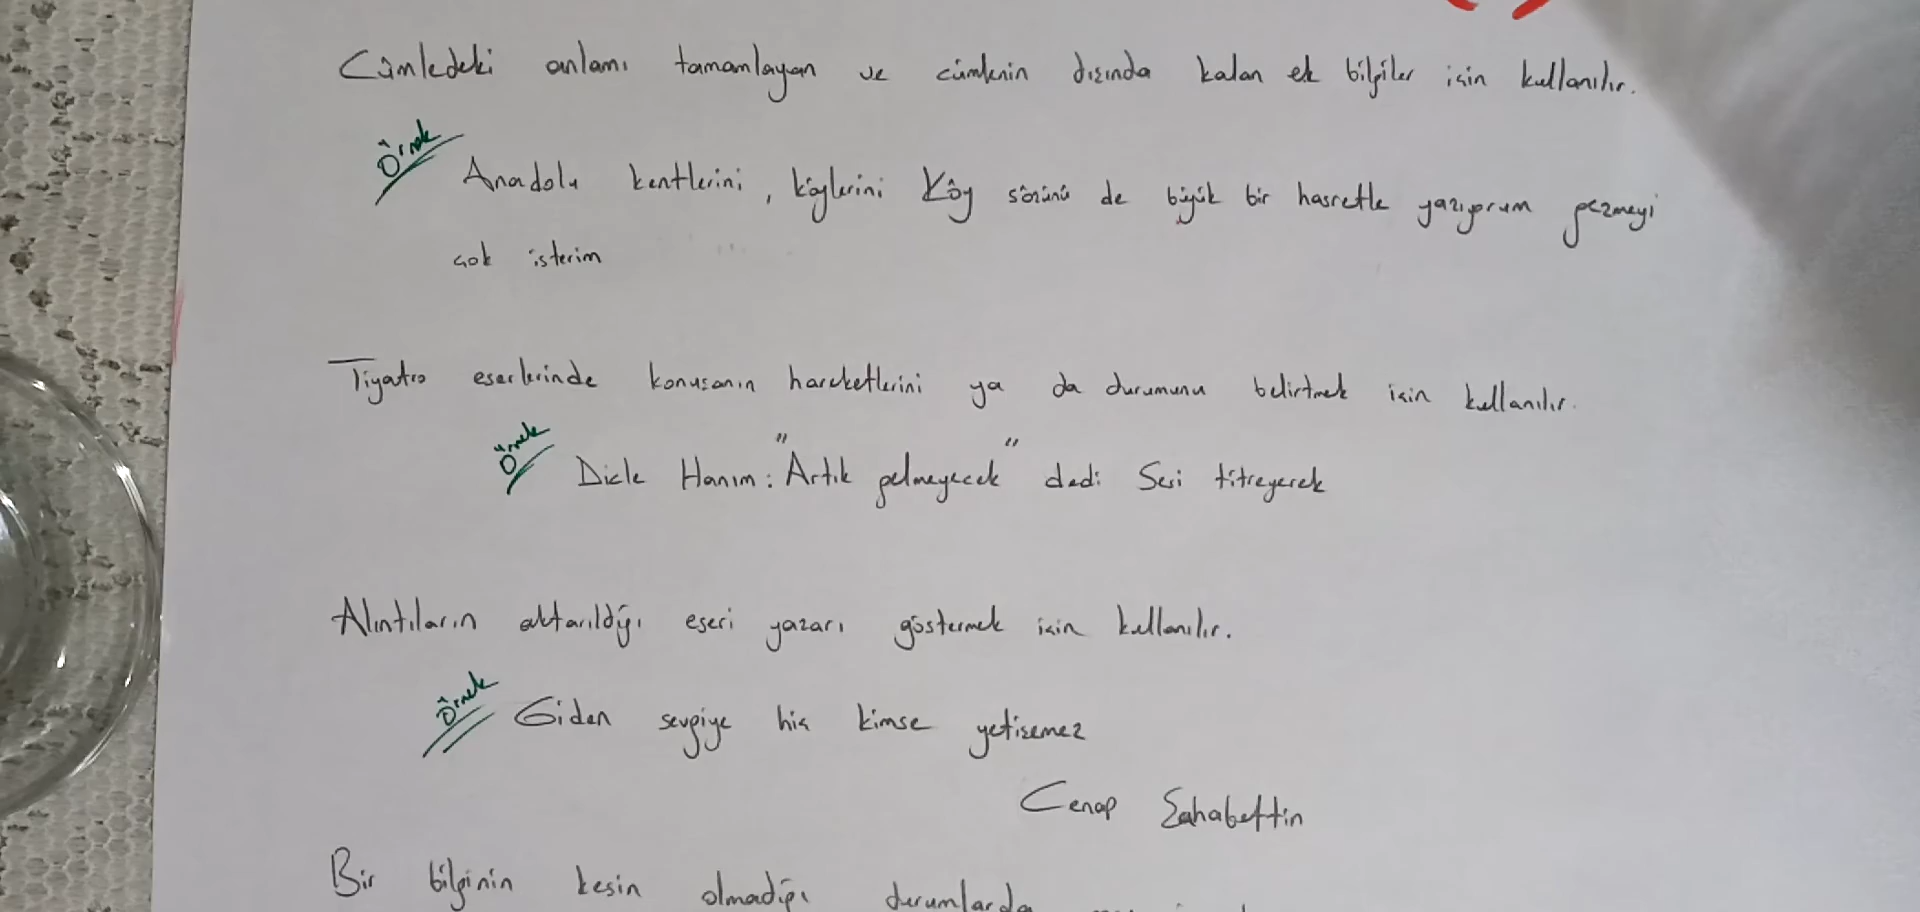 Cümledeki anlamı tamamlayan ve cümlenin dışında kalan ek bilgiler için kullanılır.
Örnek
Anadolu kentlerini, köylerini Köy sözünü de büyük bir hasretle yazıyorum gezmeyi
çok isterim
Tiyatro eserlerinde konuşanın hareketlerini ya da durumunu belirtmek için kullanılır.
Örnek
Dicle Hanım: "Artık gelmeyecek" dedi Sesi titreyerek
Alıntıların aktarıldığı eseri yazarı göstermek için kullanılır.
Örnek
Giden sevgiye hiç kimse yetişemez
Cenap Şahabettin
Bir bilginin kesin olmadığı durumlarda